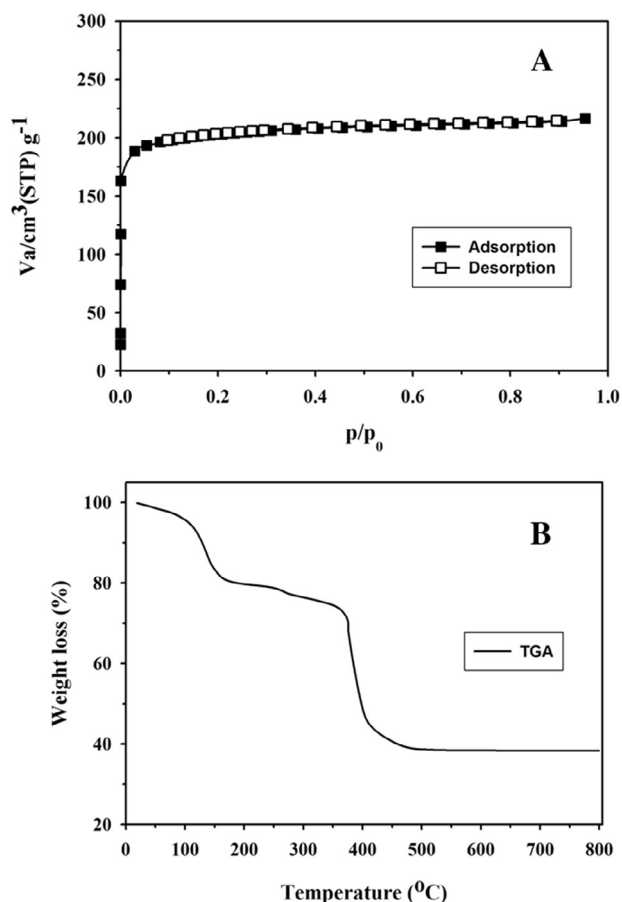 A
300
250
200
150
100
50
0
Va/cm³(STP) g⁻¹
Adsorption
Desorption
0.0 0.2 0.4 0.6 0.8 1.0
p/p₀
B
100
80
60
40
20
Weight loss (%)
TGA
0 100 200 300 400 500 600 700 800
Temperature (⁰C)